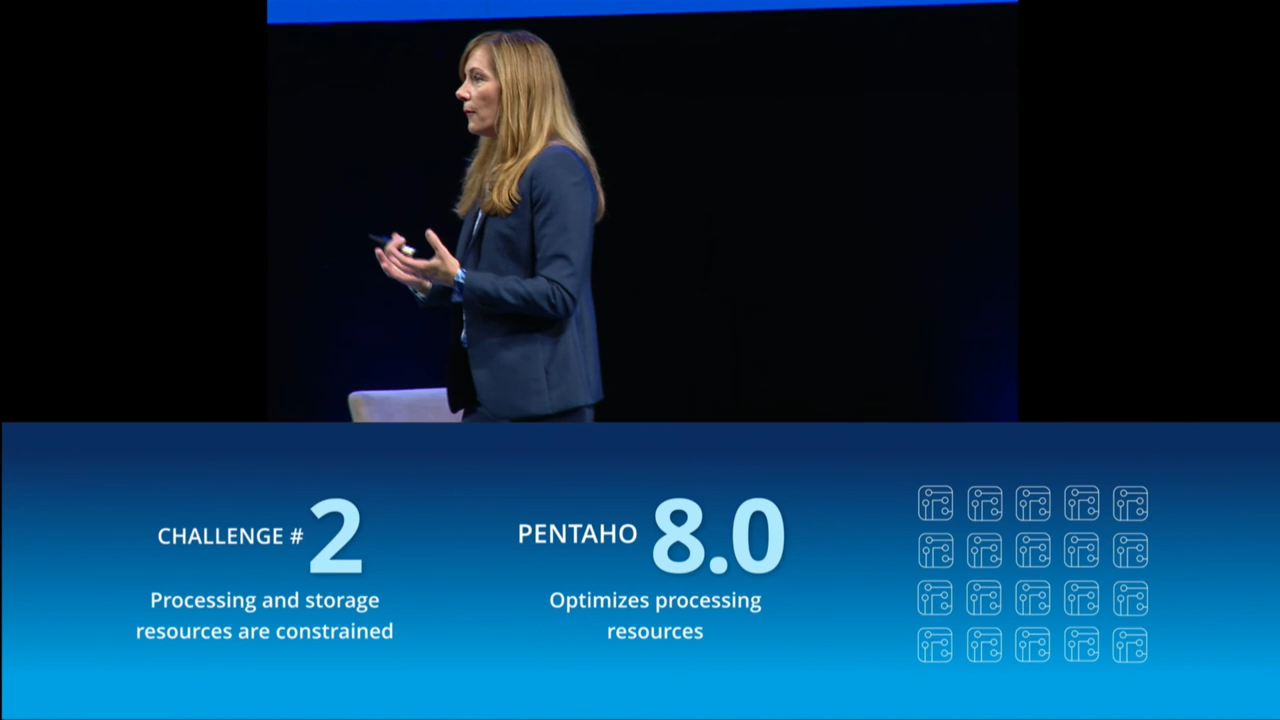 CHALLENGE # 2
Processing and storage
resources are constrained
PENTAHO 8.0
Optimizes processing
resources